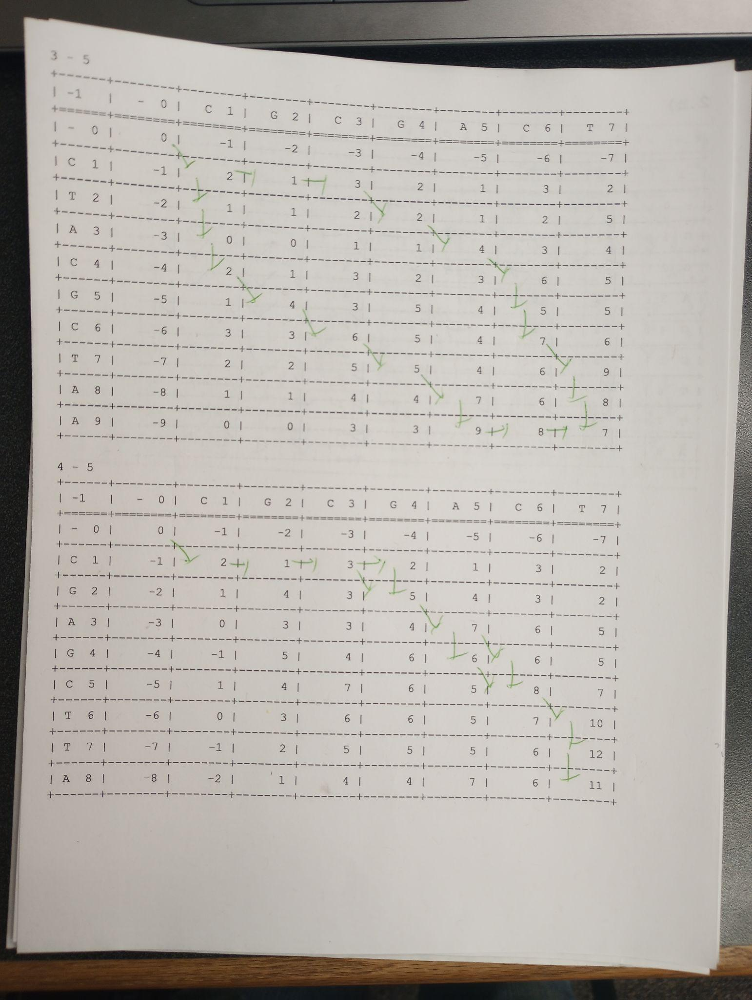 3 - 5
+------+--------+--------+--------+--------+--------+--------+--------+--------+
| -1   |   -  0 |   C  1 |   G  2 |   C  3 |   G  4 |   A  5 |   C  6 |   T  7 |
+======+========+========+========+========+========+========+========+========+
| -  0 |      0 |     -1 |     -2 |     -3 |     -4 |     -5 |     -6 |     -7 |
+------+--------+--------+--------+--------+--------+--------+--------+--------+
| C  1 |     -1 |      2 |      1 |      3 |      2 |      1 |      3 |      2 |
+------+--------+--------+--------+--------+--------+--------+--------+--------+
| T  2 |     -2 |      1 |      1 |      2 |      2 |      1 |      2 |      5 |
+------+--------+--------+--------+--------+--------+--------+--------+--------+
| A  3 |     -3 |      0 |      0 |      1 |      1 |      4 |      3 |      4 |
+------+--------+--------+--------+--------+--------+--------+--------+--------+
| C  4 |     -4 |      2 |      1 |      3 |      2 |      3 |      6 |      5 |
+------+--------+--------+--------+--------+--------+--------+--------+--------+
| G  5 |     -5 |      1 |      4 |      3 |      5 |      4 |      5 |      5 |
+------+--------+--------+--------+--------+--------+--------+--------+--------+
| C  6 |     -6 |      3 |      3 |      6 |      5 |      4 |      7 |      6 |
+------+--------+--------+--------+--------+--------+--------+--------+--------+
| T  7 |     -7 |      2 |      2 |      5 |      5 |      4 |      6 |      9 |
+------+--------+--------+--------+--------+--------+--------+--------+--------+
| A  8 |     -8 |      1 |      1 |      4 |      4 |      7 |      6 |      8 |
+------+--------+--------+--------+--------+--------+--------+--------+--------+
| A  9 |     -9 |      0 |      0 |      3 |      3 |      9 |      8 |      7 |
+------+--------+--------+--------+--------+--------+--------+--------+--------+
4 - 5
+------+--------+--------+--------+--------+--------+--------+--------+--------+
| -1   |   -  0 |   C  1 |   G  2 |   C  3 |   G  4 |   A  5 |   C  6 |   T  7 |
+======+========+========+========+========+========+========+========+========+
| -  0 |      0 |     -1 |     -2 |     -3 |     -4 |     -5 |     -6 |     -7 |
+------+--------+--------+--------+--------+--------+--------+--------+--------+
| C  1 |     -1 |      2 |      1 |      3 |      2 |      1 |      3 |      2 |
+------+--------+--------+--------+--------+--------+--------+--------+--------+
| G  2 |     -2 |      1 |      4 |      3 |      5 |      4 |      3 |      2 |
+------+--------+--------+--------+--------+--------+--------+--------+--------+
| A  3 |     -3 |      0 |      3 |      3 |      4 |      7 |      6 |      5 |
+------+--------+--------+--------+--------+--------+--------+--------+--------+
| G  4 |     -4 |     -1 |      5 |      4 |      6 |      6 |      6 |      5 |
+------+--------+--------+--------+--------+--------+--------+--------+--------+
| C  5 |     -5 |      1 |      4 |      7 |      6 |      5 |      8 |      7 |
+------+--------+--------+--------+--------+--------+--------+--------+--------+
| T  6 |     -6 |      0 |      3 |      6 |      6 |      5 |      7 |     10 |
+------+--------+--------+--------+--------+--------+--------+--------+--------+
| T  7 |     -7 |     -1 |      2 |      5 |      5 |      5 |      6 |     12 |
+------+--------+--------+--------+--------+--------+--------+--------+--------+
| A  8 |     -8 |     -2 |      1 |      4 |      4 |      7 |      6 |     11 |
+------+--------+--------+--------+--------+--------+--------+--------+--------+